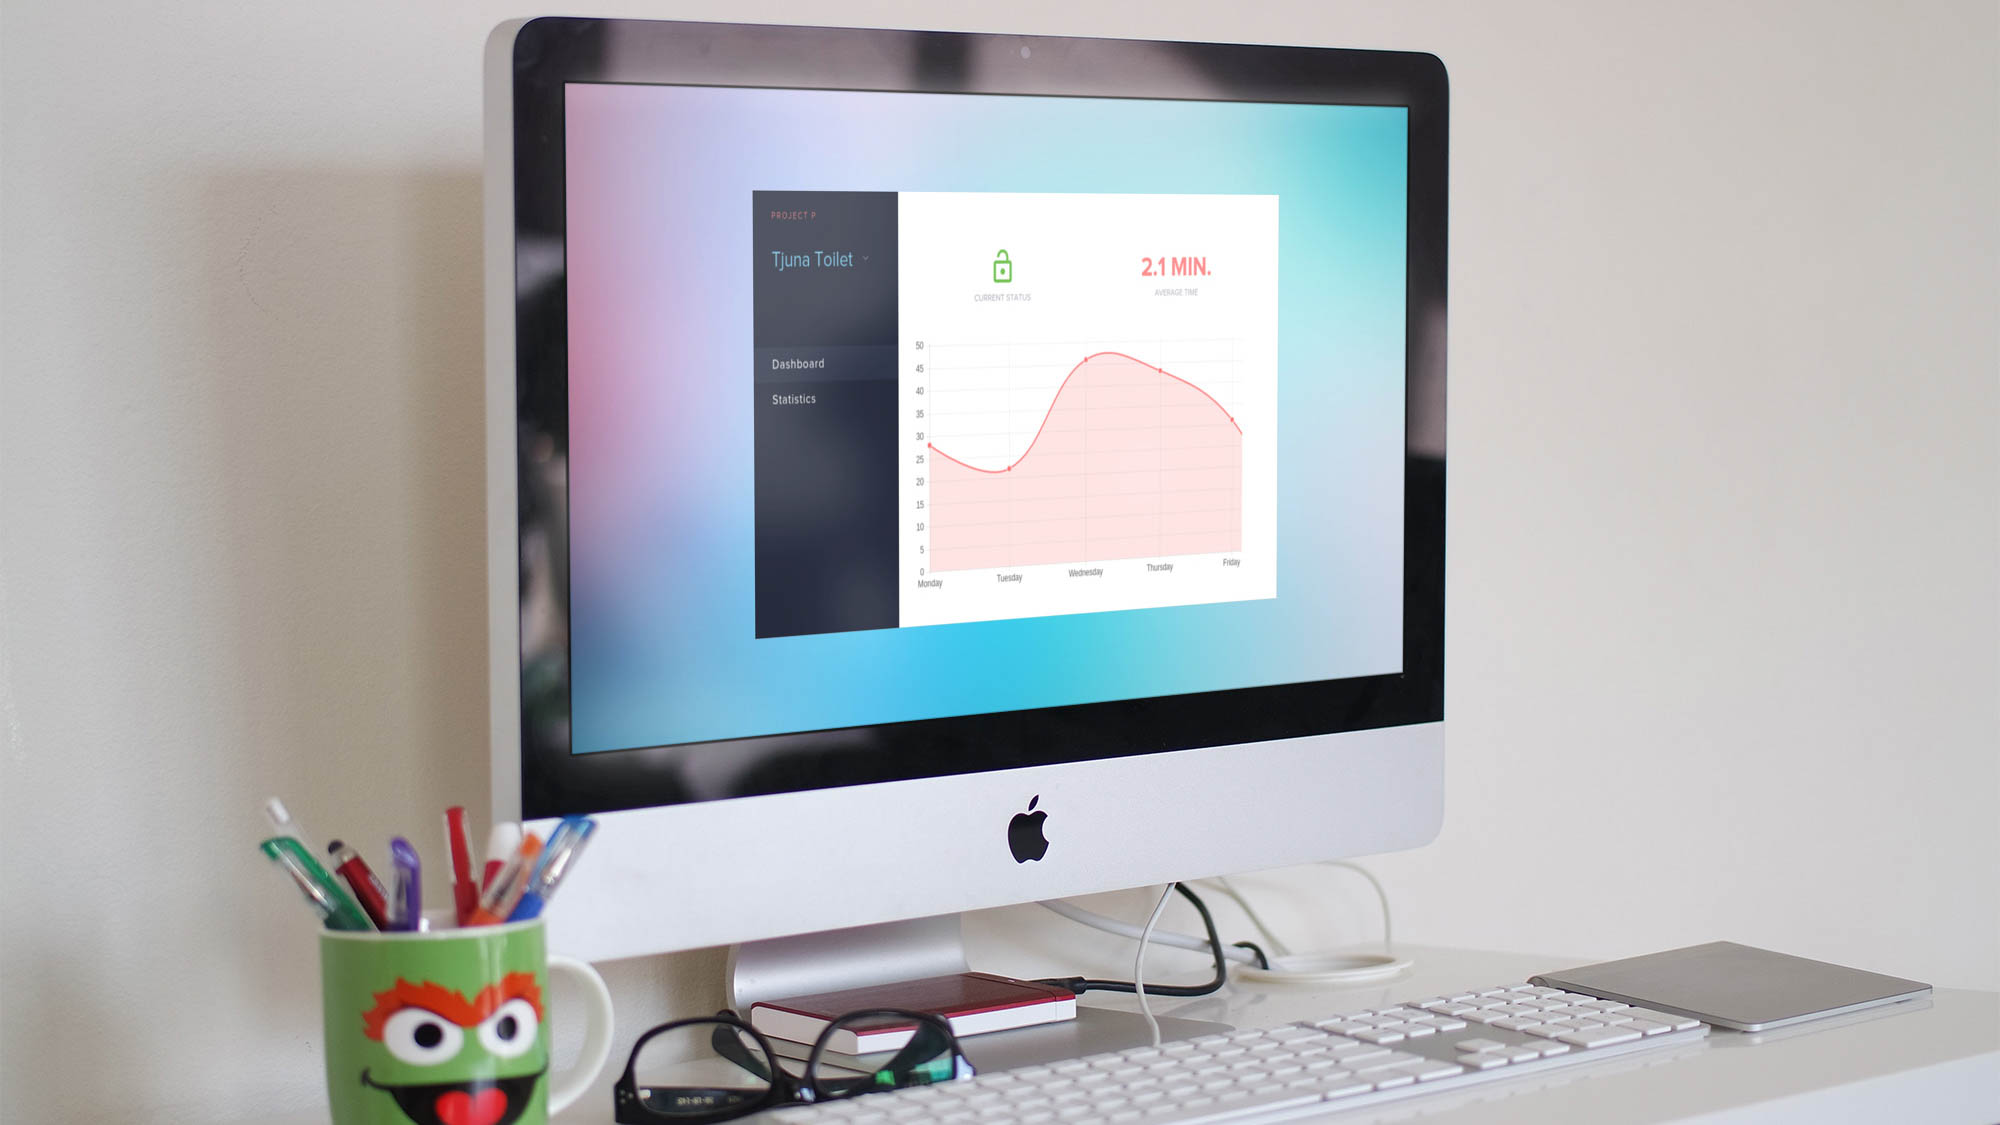 PROJECT P
Tjuna Toilet
Dashboard
Statistics
CURRENT STATUS
2.1 MIN.
AVERAGE TIME
50
45
40
35
30
25
20
15
10
5
0
Monday
Tuesday
Wednesday
Thursday
Friday